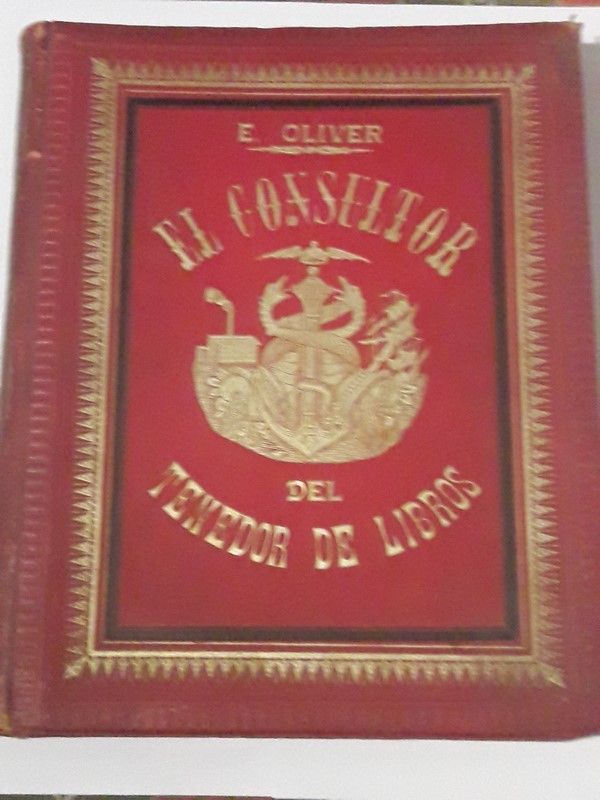 E. OLIVER
EL CONSULTOR
DEL
TENEDOR DE LIBROS